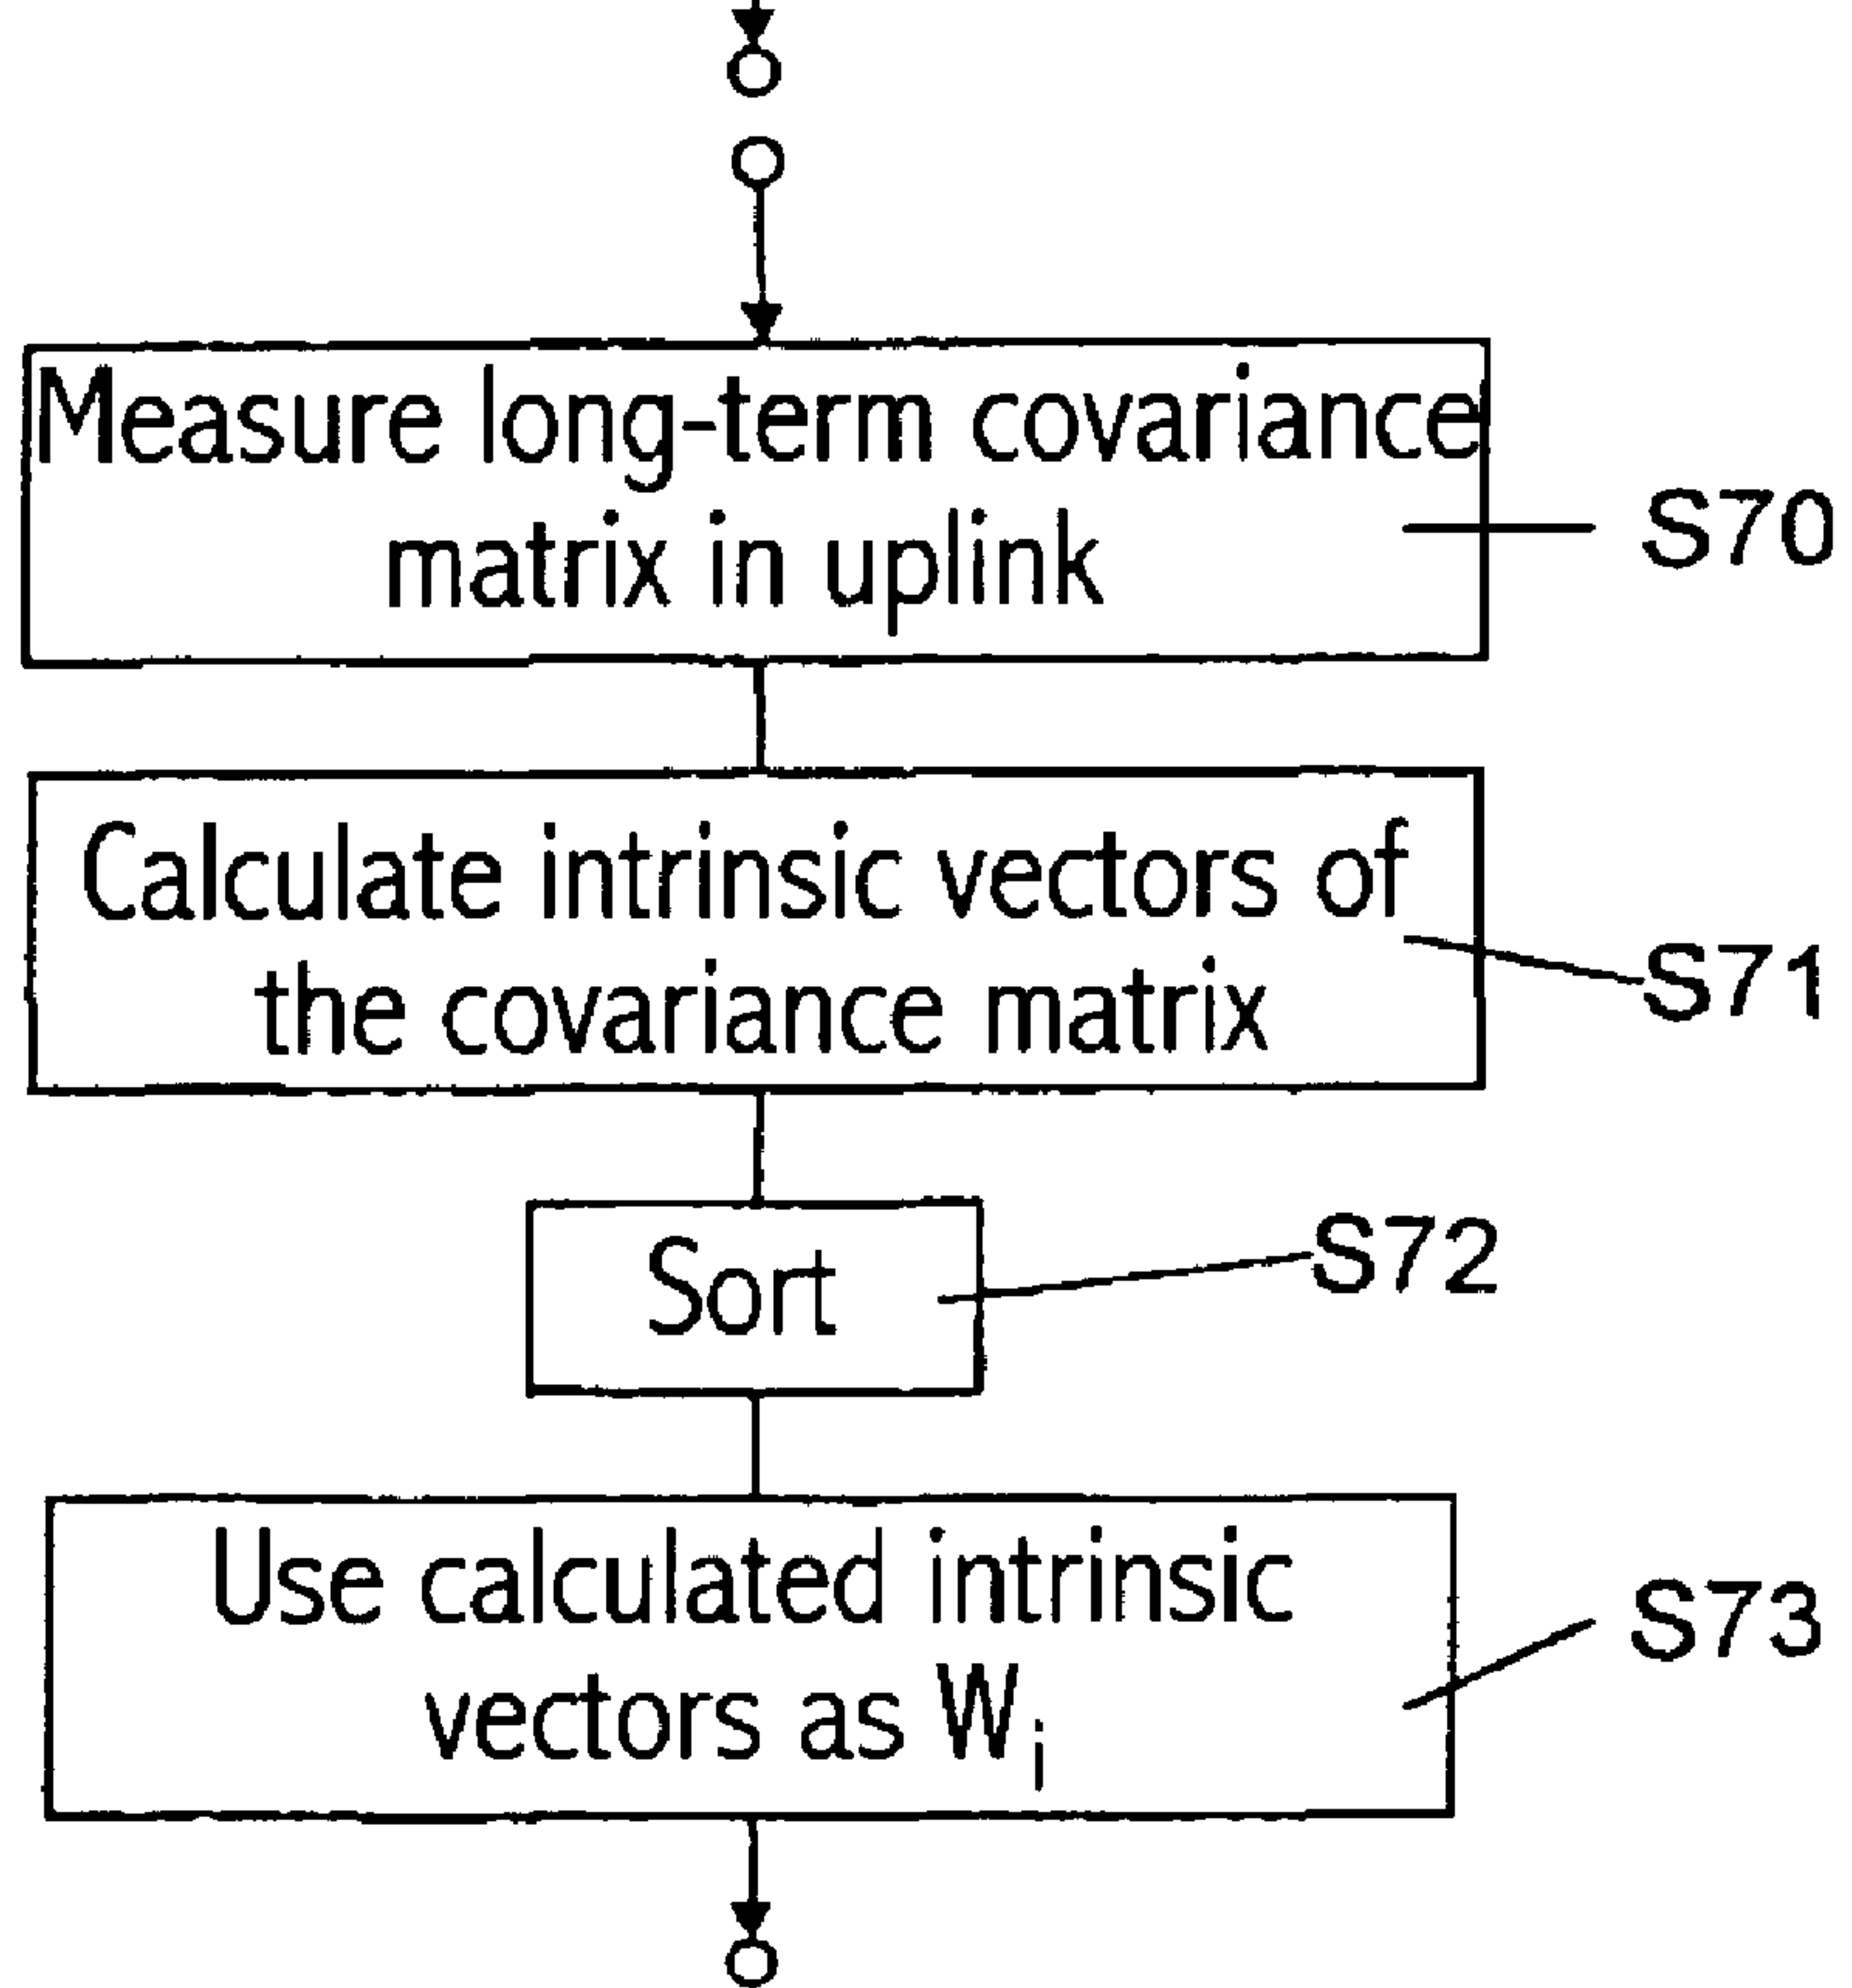 Measure long-term covariance
matrix in uplink
S70
Calculate intrinsic vectors of
the covariance matrix
S71
Sort
S72
Use calculated intrinsic
vectors as Wi
S73